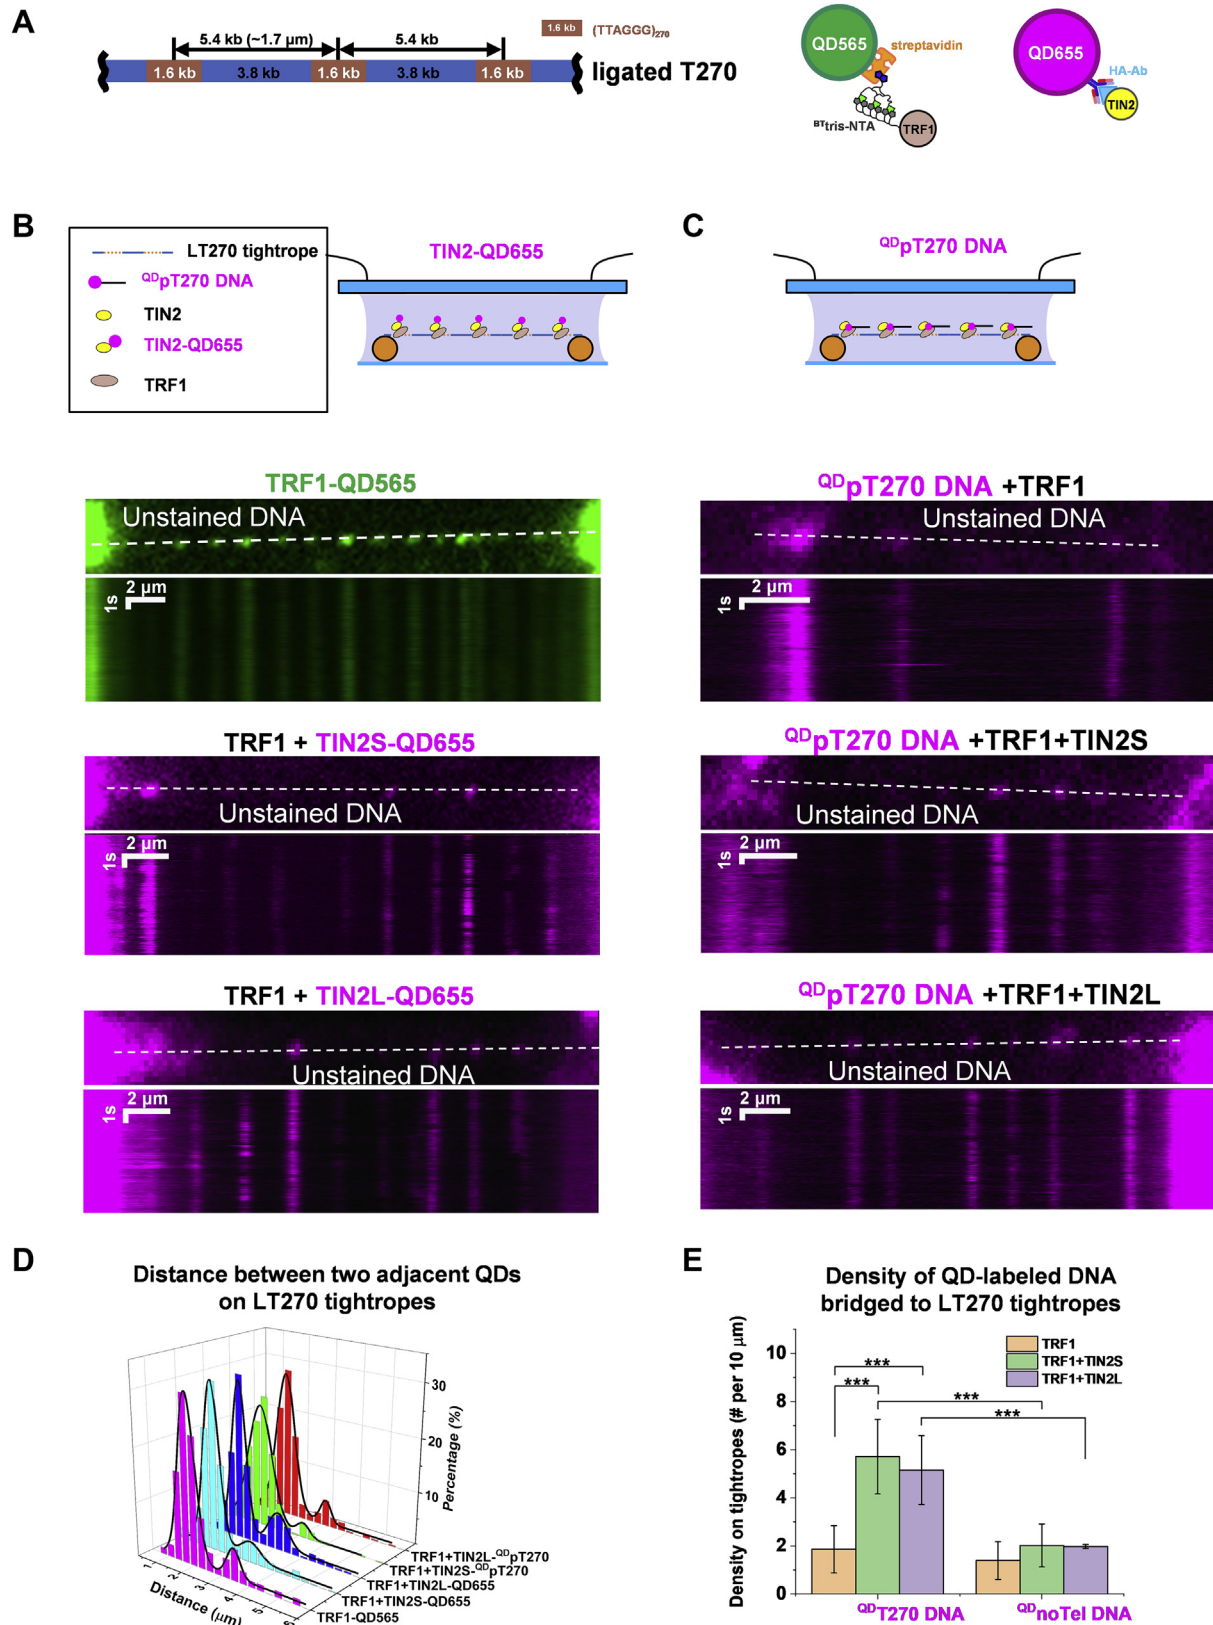 A
5.4 kb (~1.7 µm)
5.4 kb
1.6 kb
(TTAGGG)270
1.6 kb
3.8 kb
1.6 kb
3.8 kb
1.6 kb
ligated T270
QD565
streptavidin
BTtris-NTA
TRF1
QD655
HA-Ab
TIN2
B
LT270 tightrope
QDpT270 DNA
TIN2
TIN2-QD655
TRF1
TIN2-QD655
C
QDpT270 DNA
TRF1-QD565
Unstained DNA
2 µm
1s
TRF1 + TIN2S-QD655
Unstained DNA
2 µm
1s
TRF1 + TIN2L-QD655
Unstained DNA
2 µm
1s
QDpT270 DNA +TRF1
Unstained DNA
2 µm
1s
QDpT270 DNA +TRF1+TIN2S
Unstained DNA
2 µm
1s
QDpT270 DNA +TRF1+TIN2L
Unstained DNA
2 µm
1s
D
Distance between two adjacent QDs
on LT270 tightropes
30
20
10
Percentage (%)
TRF1+TIN2L-QDpT270
TRF1+TIN2S-QDpT270
TRF1+TIN2L-QD655
TRF1+TIN2S-QD655
TRF1-QD565
1
2
3
4
5
6
Distance (µm)
E
Density of QD-labeled DNA
bridged to LT270 tightropes
Density on tightropes (# per 10 µm)
10
8
6
4
2
0
TRF1
TRF1+TIN2S
TRF1+TIN2L
***
***
***
***
QDT270 DNA
QDnoTel DNA